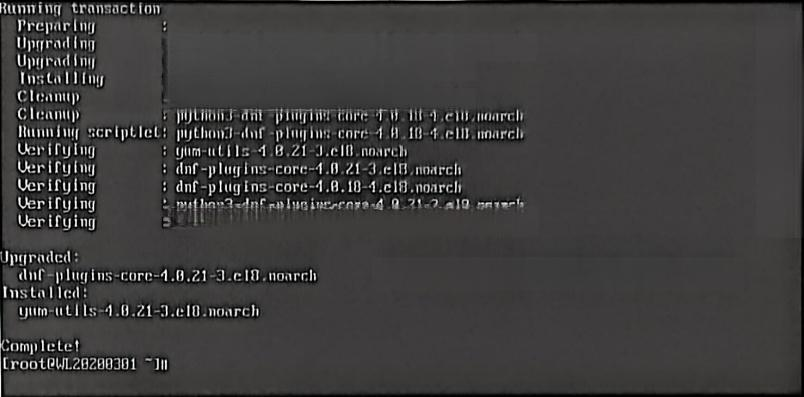 Running transaction
Preparing :
Upgrading
Upgrading
Installing
Cleanup
Cleanup : python3-dnf-plugins-core-4.0.18-4.el8.noarch
Running scriptlet: python3-dnf-plugins-core-4.0.18-4.el8.noarch
Verifying : yum-utils-4.0.21-3.el8.noarch
Verifying : dnf-plugins-core-4.0.21-3.el8.noarch
Verifying : dnf-plugins-core-4.0.18-4.el8.noarch
Verifying : python3-dnf-plugins-core-4.0.21-3.el8.noarch
Verifying :
Upgraded:
dnf-plugins-core-4.0.21-3.el8.noarch
Installed:
yum-utils-4.0.21-3.el8.noarch
Complete!
[root@WL20200301 ~]#